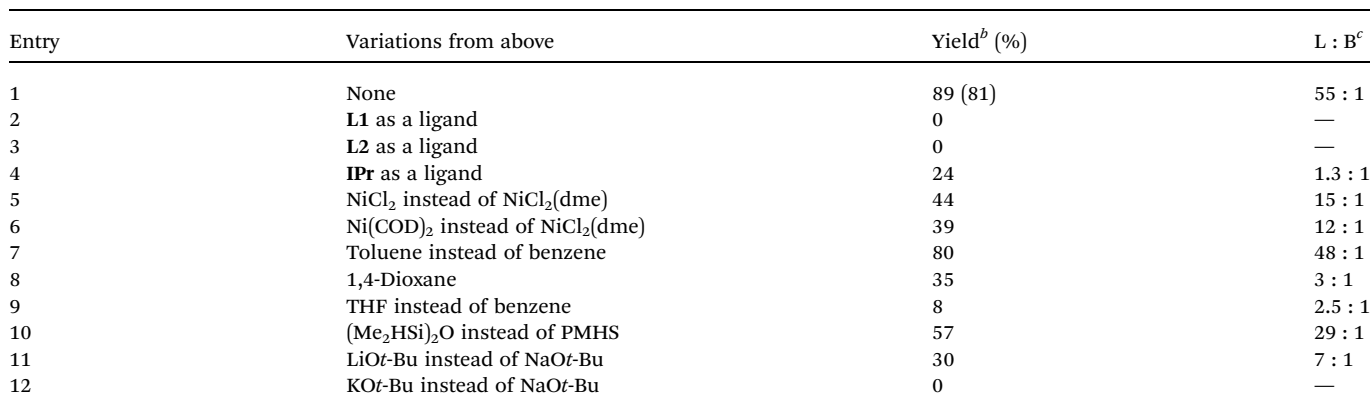 Entry Variations from above Yieldᵇ (%) L : Bᶜ
1 None 89 (81) 55 : 1
2 L1 as a ligand 0 —
3 L2 as a ligand 0 —
4 IPr as a ligand 24 1.3 : 1
5 NiCl₂ instead of NiCl₂(dme) 44 15 : 1
6 Ni(COD)₂ instead of NiCl₂(dme) 39 12 : 1
7 Toluene instead of benzene 80 48 : 1
8 1,4-Dioxane 35 3 : 1
9 THF instead of benzene 8 2.5 : 1
10 (Me₂HSi)₂O instead of PMHS 57 29 : 1
11 LiOt-Bu instead of NaOt-Bu 30 7 : 1
12 KOt-Bu instead of NaOt-Bu 0 —